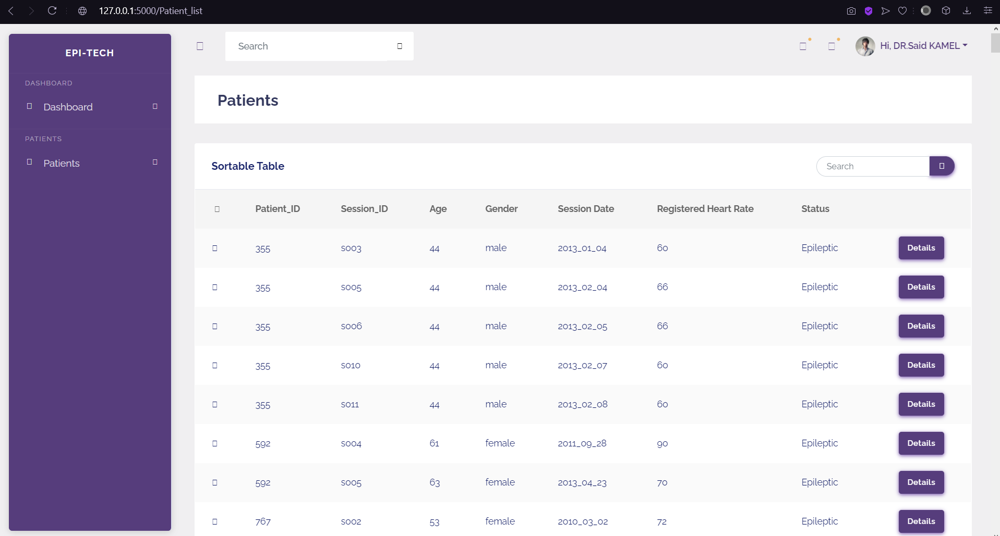 127.0.0.1:5000/Patient_list
EPI-TECH
DASHBOARD
Dashboard
PATIENTS
Patients
Search
Hi, DR.Said KAMEL
Patients
Sortable Table
Search
Patient_ID Session_ID Age Gender Session Date Registered Heart Rate Status
355 s003 44 male 2013_01_04 60 Epileptic Details
355 s005 44 male 2013_02_04 66 Epileptic Details
355 s006 44 male 2013_02_05 66 Epileptic Details
355 s010 44 male 2013_02_07 60 Epileptic Details
355 s011 44 male 2013_02_08 60 Epileptic Details
592 s004 61 female 2011_09_28 90 Epileptic Details
592 s005 63 female 2013_04_23 70 Epileptic Details
767 s002 53 female 2010_03_02 72 Epileptic Details